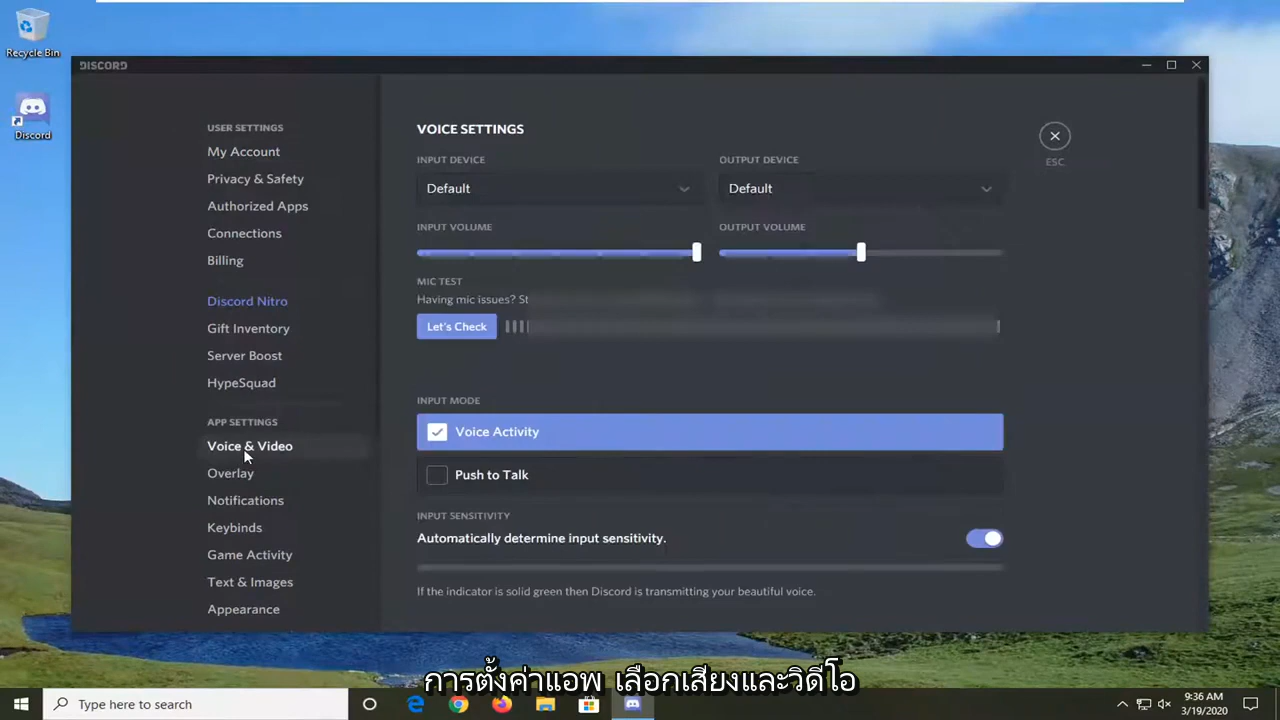 Recycle Bin
Discord
DISCORD
USER SETTINGS
My Account
Privacy & Safety
Authorized Apps
Connections
Billing
Discord Nitro
Gift Inventory
Server Boost
HypeSquad
APP SETTINGS
Voice & Video
Overlay
Notifications
Keybinds
Game Activity
Text & Images
Appearance
VOICE SETTINGS
ESC
INPUT DEVICE
OUTPUT DEVICE
Default
Default
INPUT VOLUME
OUTPUT VOLUME
MIC TEST
Having mic issues? St
Let's Check
INPUT MODE
Voice Activity
Push to Talk
INPUT SENSITIVITY
Automatically determine input sensitivity.
If the indicator is solid green then Discord is transmitting your beautiful voice.
การตั้งค่าแอพ เลือกเสียงและวิดีโอ
Type here to search
9:36 AM
3/19/2020